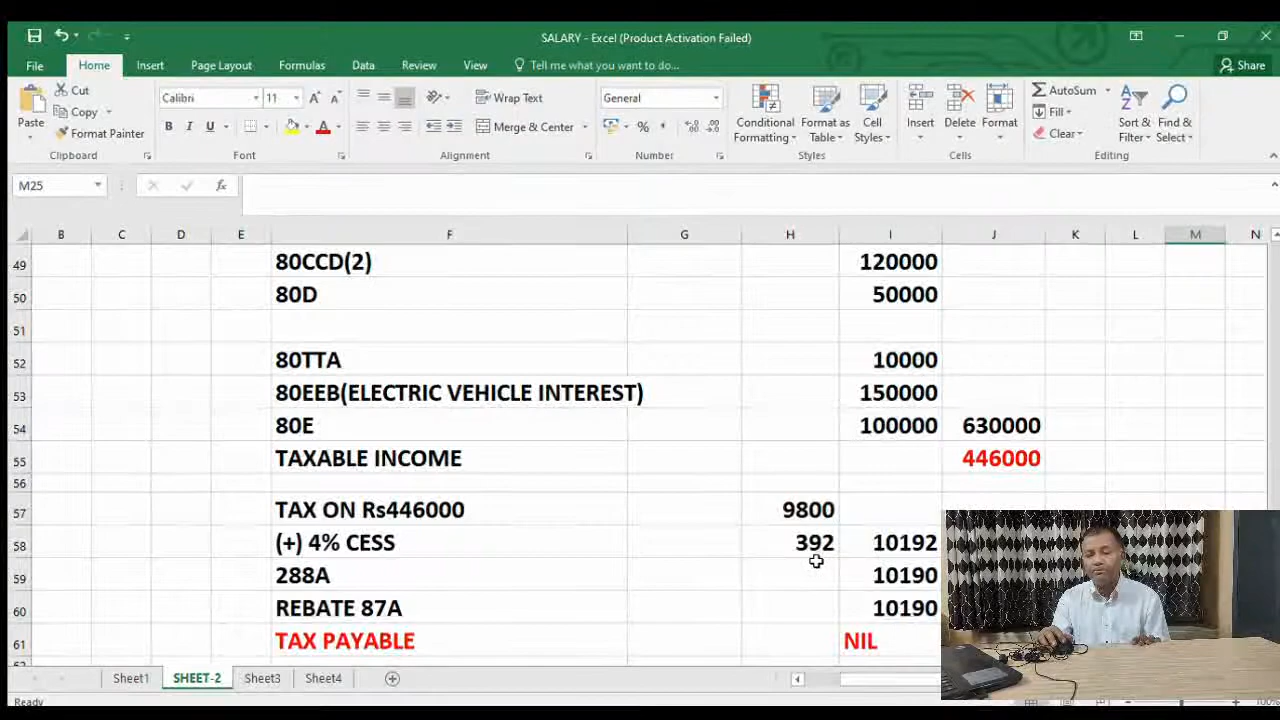 SALARY - Excel (Product Activation Failed)
File Home Insert Page Layout Formulas Data Review View Tell me what you want to do... Share
Paste
Cut
Copy
Format Painter
Calibri 11
B I U
Wrap Text
Merge & Center
General
Conditional Formatting
Format as Table
Cell Styles
Insert
Delete
Format
AutoSum
Fill
Clear
Sort & Filter
Find & Select
Clipboard Font Alignment Number Styles Cells Editing
M25
B C D E F G H I J K L M N
49 80CCD(2) 120000
50 80D 50000
51
52 80TTA 10000
53 80EEB(ELECTRIC VEHICLE INTEREST) 150000
54 80E 100000 630000
55 TAXABLE INCOME 446000
56
57 TAX ON Rs446000 9800
58 (+) 4% CESS 392 10192
59 288A 10190
60 REBATE 87A 10190
61 TAX PAYABLE NIL
Sheet1 SHEET-2 Sheet3 Sheet4
Ready
100%